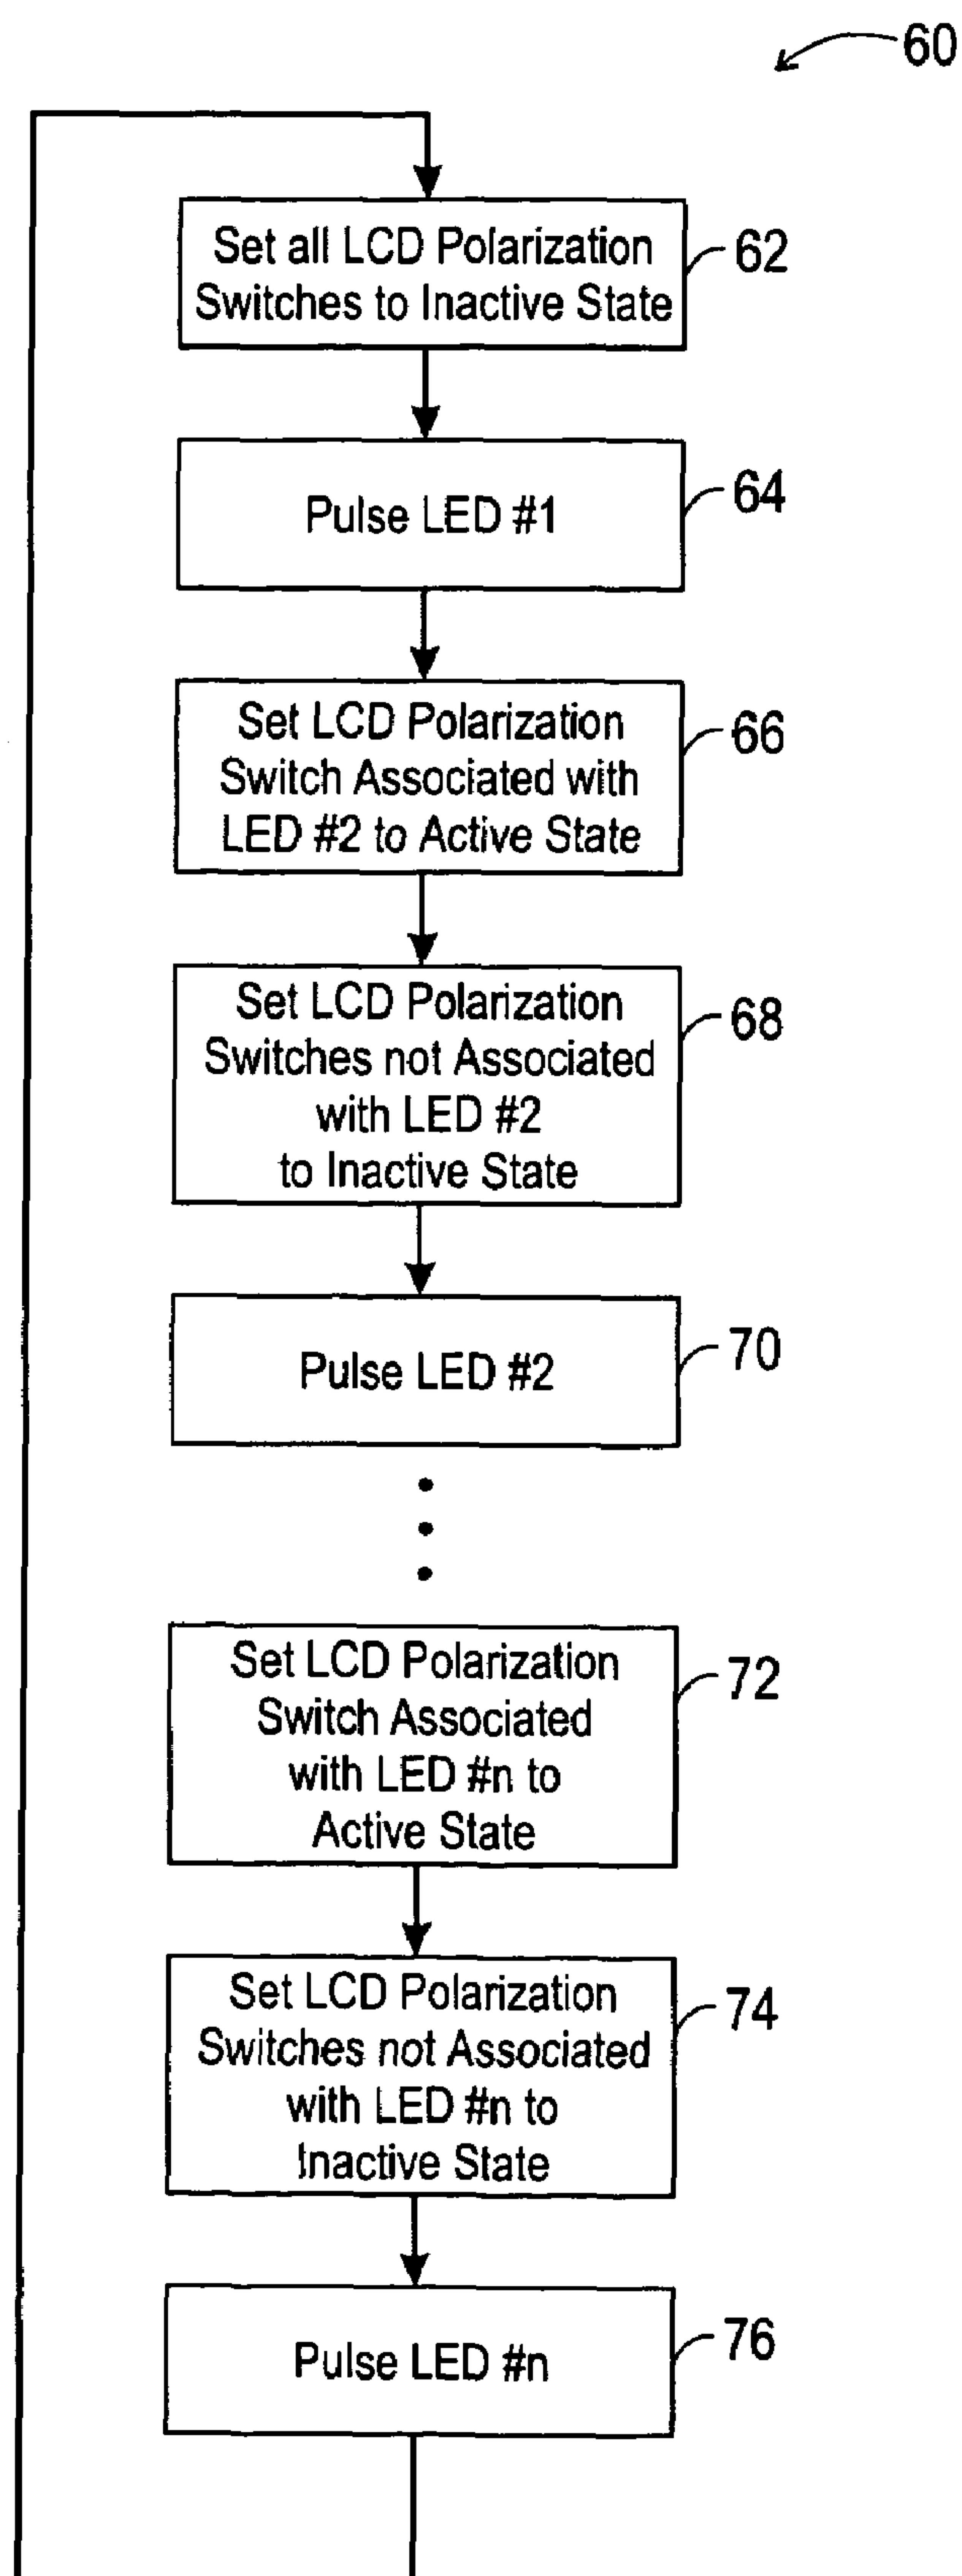 60
Set all LCD Polarization
Switches to Inactive State
62
Pulse LED #1
64
Set LCD Polarization
Switch Associated with
LED #2 to Active State
66
Set LCD Polarization
Switches not Associated
with LED #2
to Inactive State
68
Pulse LED #2
70
Set LCD Polarization
Switch Associated
with LED #n to
Active State
72
Set LCD Polarization
Switches not Associated
with LED #n to
Inactive State
74
Pulse LED #n
76